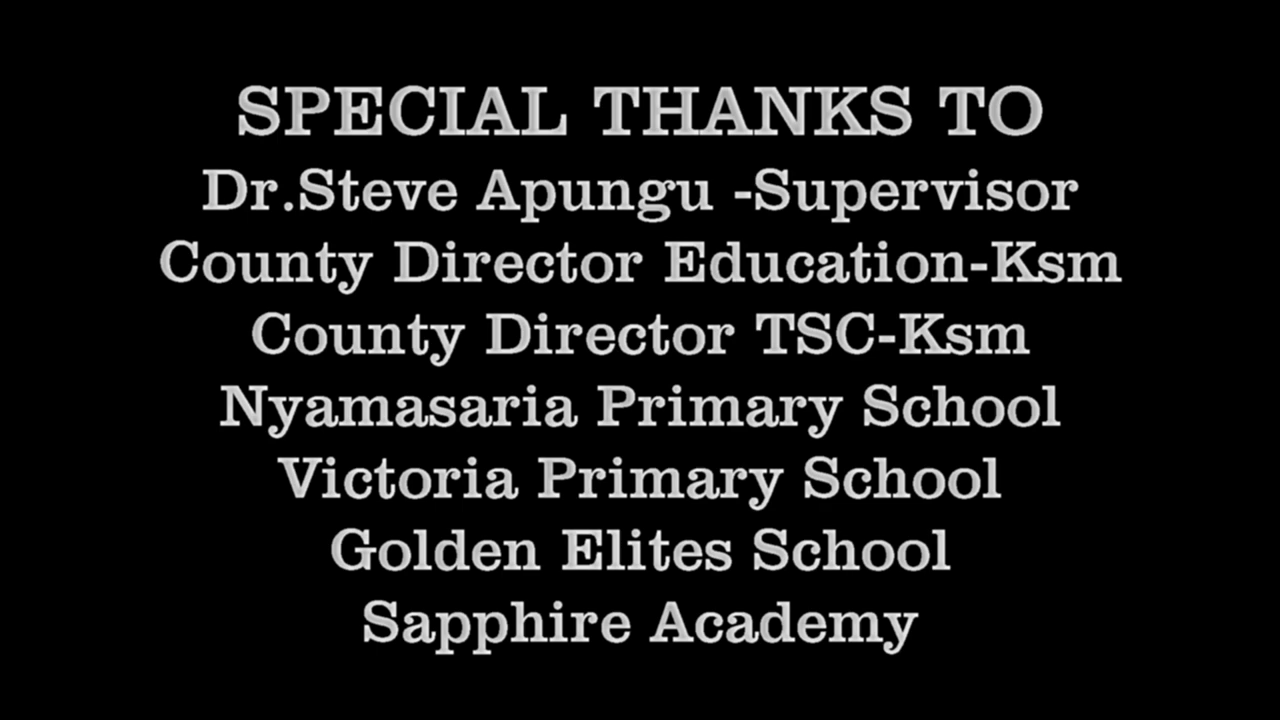 SPECIAL THANKS TO
Dr.Steve Apungu -Supervisor
County Director Education-Ksm
County Director TSC-Ksm
Nyamasaria Primary School
Victoria Primary School
Golden Elites School
Sapphire Academy